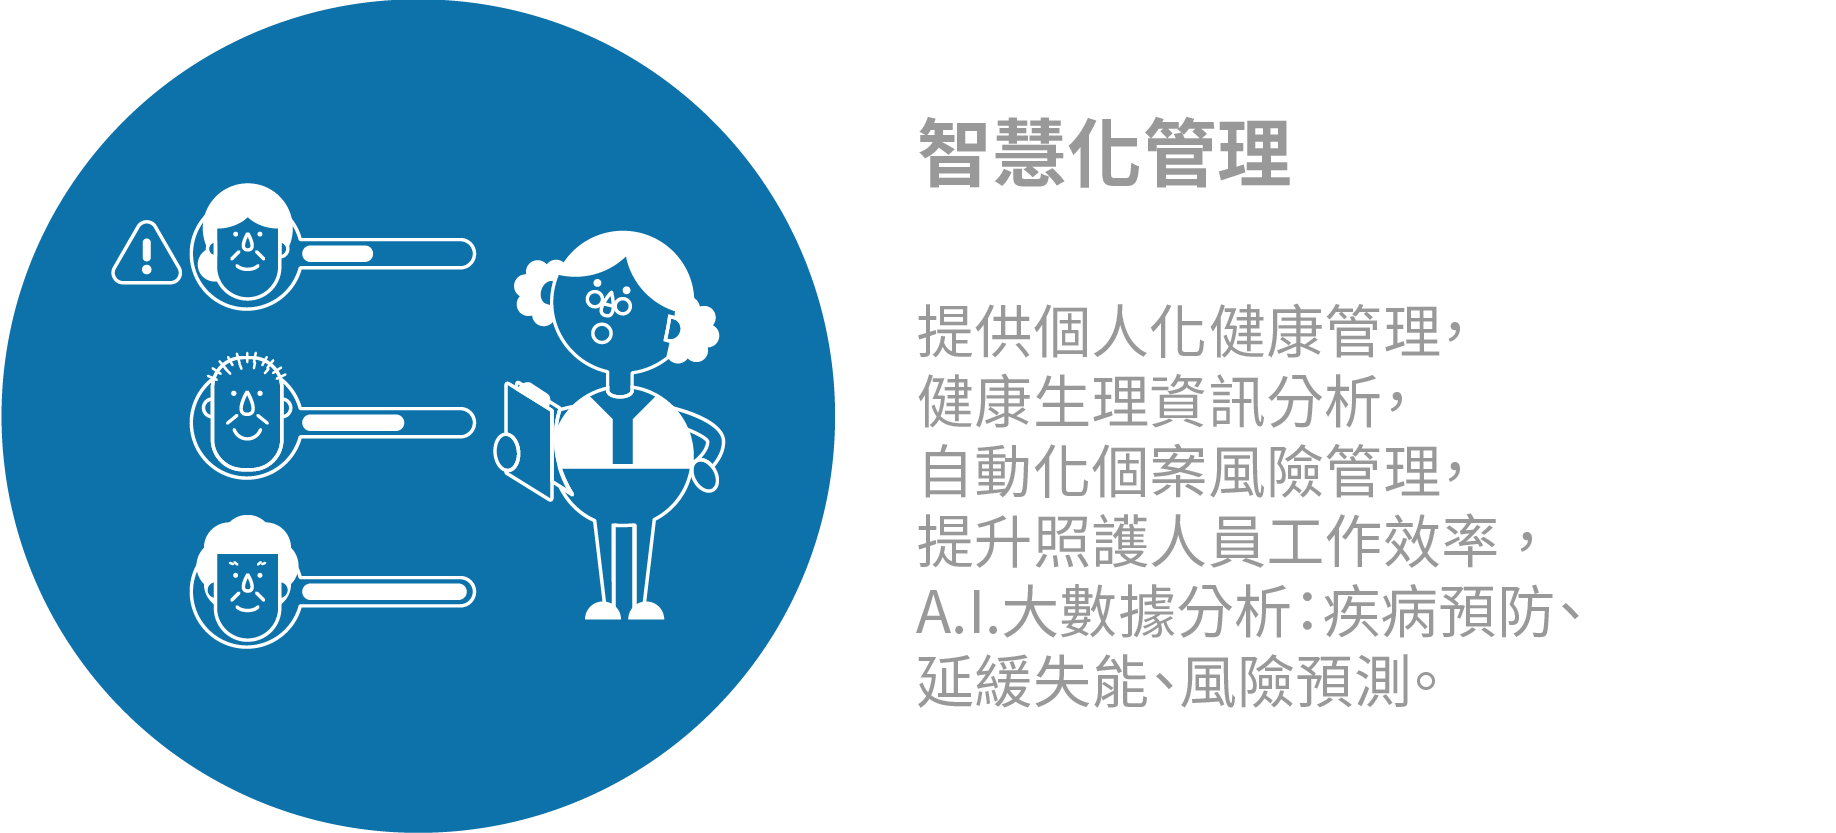 智慧化管理
提供個人化健康管理，
健康生理資訊分析，
自動化個案風險管理，
提升照護人員工作效率，
A.I.大數據分析：疾病預防、
延緩失能、風險預測。